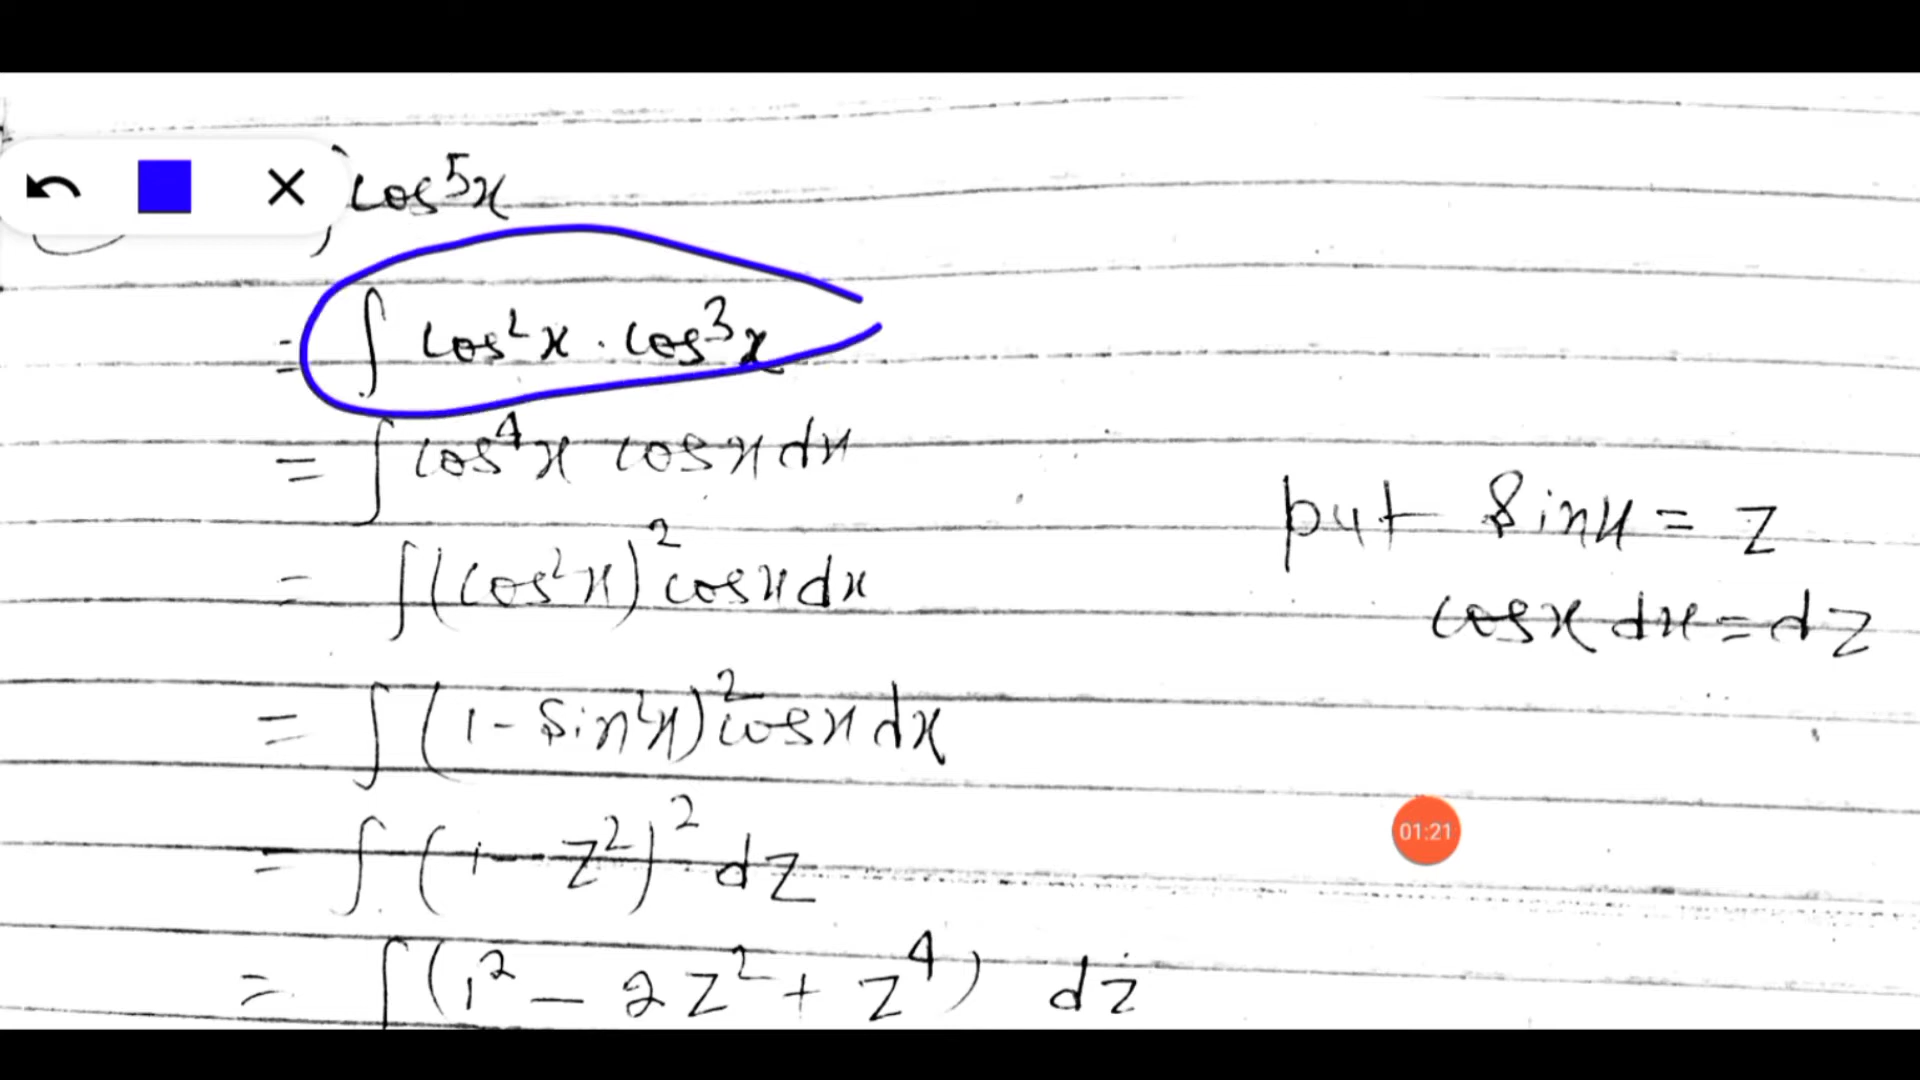 cos⁵x
= ∫ cos²x · cos³x
= ∫ cos⁴x cosx dx
= ∫ (cos²x)² cosx dx
put Sinx = z
cosx dx = dz
= ∫ (1 - Sin²x)² cosx dx
= ∫ (1 - z²)² dz
01:21
= ∫ (1² - 2z² + z⁴) dz